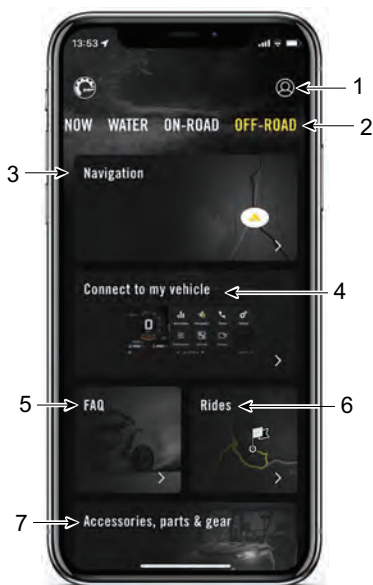 13:53
1
NOW WATER ON-ROAD OFF-ROAD
2
3
Navigation
Connect to my vehicle
4
0
5
FAQ
Rides
6
7
Accessories, parts & gear